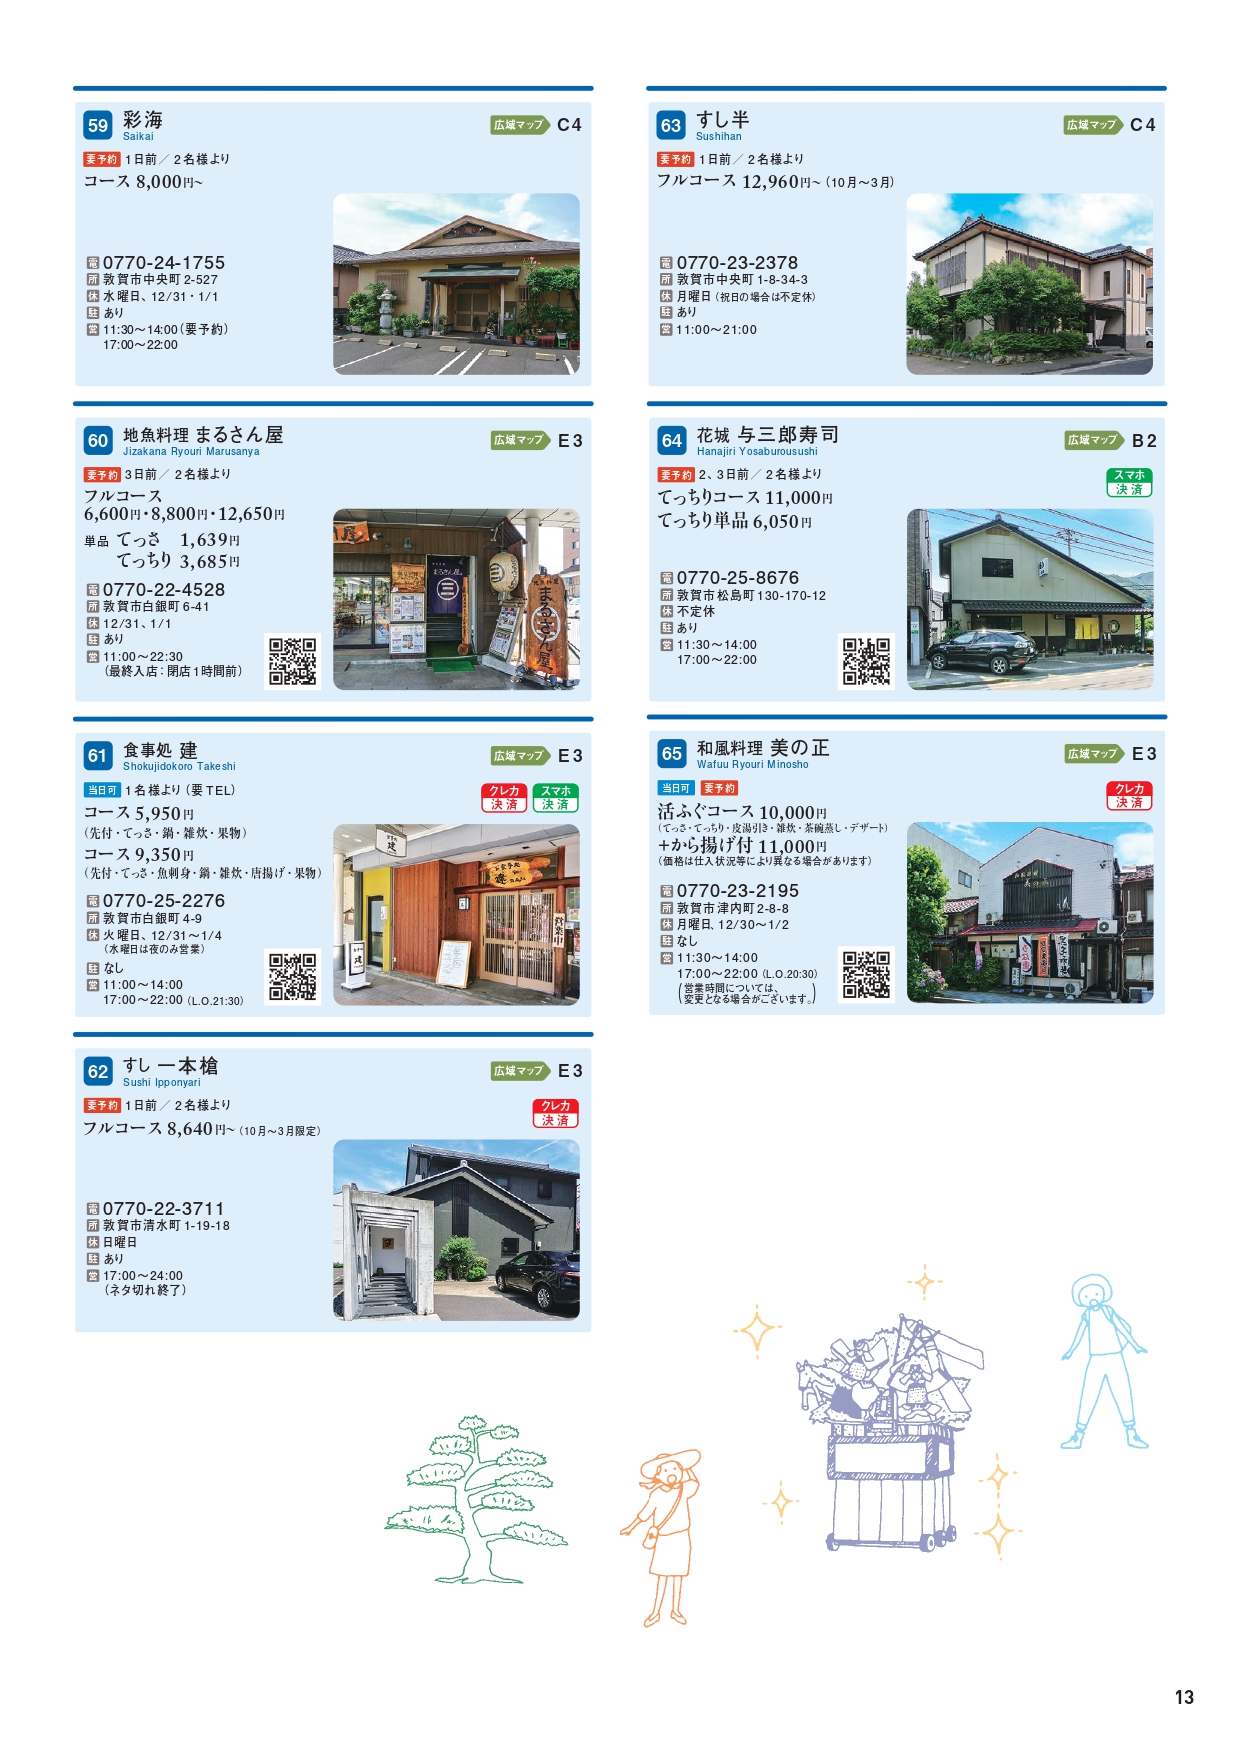 59 彩海 広域マップ C4
Saikai
要予約 1日前／2名様より
コース 8,000円~
電 0770-24-1755
所 敦賀市中央町2-527
休 水曜日、12/31・1/1
駐 あり
営 11:30〜14:00(要予約)
17:00〜22:00
60 地魚料理 まるさん屋 広域マップ E3
Jizakana Ryouri Marusanya
要予約 3日前／2名様より
フルコース
6,600円・8,800円・12,650円
単品 てっさ 1,639円
てっちり 3,685円
電 0770-22-4528
所 敦賀市白銀町6-41
休 12/31、1/1
駐 あり
営 11:00〜22:30
(最終入店：閉店1時間前)
まるさん屋
61 食事処 建 広域マップ E3
Shokujidokoro Takeshi
当日可 1名様より(要TEL)
クレカ決済 スマホ決済
コース 5,950円
(先付・てっさ・鍋・雑炊・果物)
コース 9,350円
(先付・てっさ・魚刺身・鍋・雑炊・唐揚げ・果物)
電 0770-25-2276
所 敦賀市白銀町4-9
休 火曜日、12/31〜1/4
(水曜日は夜のみ営業)
駐 なし
営 11:00〜14:00
17:00〜22:00(L.O.21:30)
62 すし 一本槍 広域マップ E3
Sushi Ipponyari
要予約 1日前／2名様より
クレカ決済
フルコース 8,640円~(10月〜3月限定)
電 0770-22-3711
所 敦賀市清水町1-19-18
休 日曜日
駐 あり
営 17:00〜24:00
(ネタ切れ終了)
63 すし半 広域マップ C4
Sushihan
要予約 1日前／2名様より
フルコース 12,960円~(10月〜3月)
電 0770-23-2378
所 敦賀市中央町1-8-34-3
休 月曜日(祝日の場合は不定休)
駐 あり
営 11:00〜21:00
64 花城 与三郎寿司 広域マップ B2
Hanajiri Yosaburousushi
要予約 2、3日前／2名様より
スマホ決済
てっちりコース 11,000円
てっちり単品 6,050円
電 0770-25-8676
所 敦賀市松島町130-170-12
休 不定休
駐 あり
営 11:30〜14:00
17:00〜22:00
65 和風料理 美の正 広域マップ E3
Wafuu Ryouri Minosho
当日可 要予約
クレカ決済
活ふぐコース 10,000円
(てっさ・てっちり・皮湯引き・雑炊・茶碗蒸し・デザート)
+から揚げ付 11,000円
(価格は仕入状況等により異なる場合があります)
電 0770-23-2195
所 敦賀市津内町2-8-8
休 月曜日、12/30〜1/2
駐 なし
営 11:30〜14:00
17:00〜22:00(L.O.20:30)
(営業時間については、
変更となる場合がございます。)
13